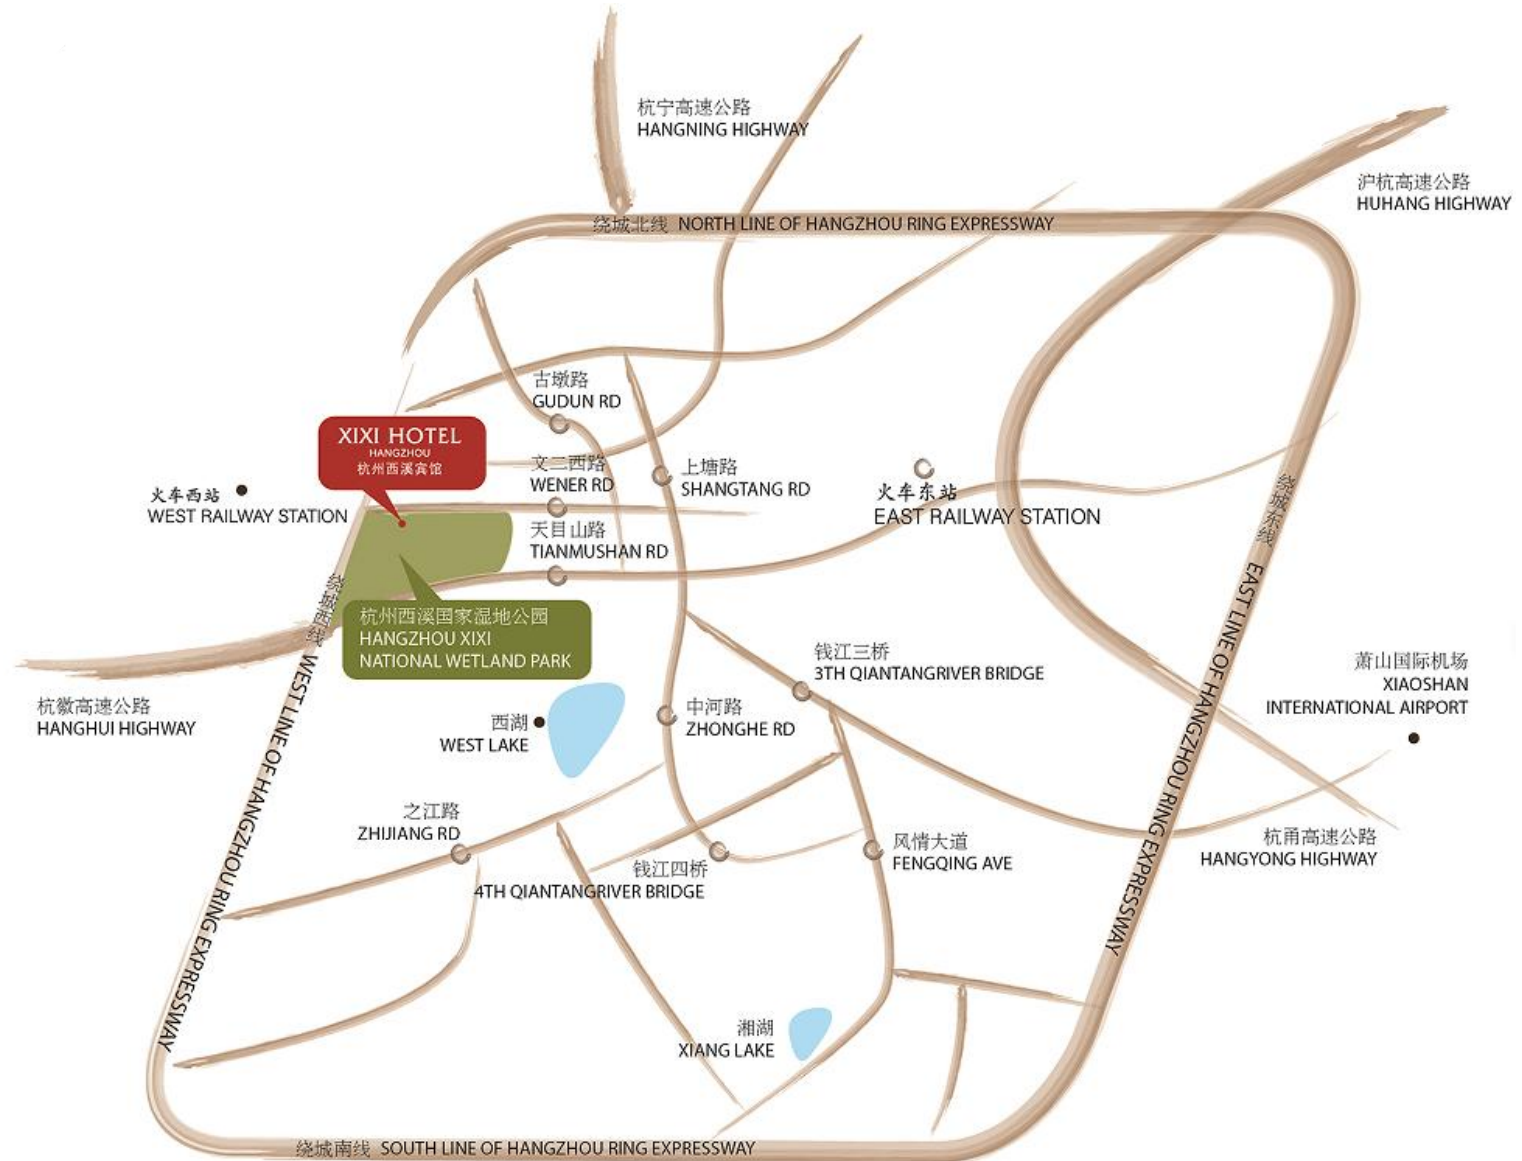 杭宁高速公路
HANGNING HIGHWAY
沪杭高速公路
HUHANG HIGHWAY
绕城北线 NORTH LINE OF HANGZHOU RING EXPRESSWAY
古墩路
GUDUN RD
XIXI HOTEL
HANGZHOU
杭州西溪宾馆
文二西路
WENER RD
上塘路
SHANGTANG RD
火车西站
WEST RAILWAY STATION
火车东站
EAST RAILWAY STATION
天目山路
TIANMUSHAN RD
绕城东线 EAST LINE OF HANGZHOU RING EXPRESSWAY
绕城西线 WEST LINE OF HANGZHOU RING EXPRESSWAY
杭州西溪国家湿地公园
HANGZHOU XIXI
NATIONAL WETLAND PARK
钱江三桥
3TH QIANTANGRIVER BRIDGE
萧山国际机场
XIAOSHAN
INTERNATIONAL AIRPORT
杭徽高速公路
HANGHUI HIGHWAY
西湖
WEST LAKE
中河路
ZHONGHE RD
之江路
ZHIJIANG RD
钱江四桥
4TH QIANTANGRIVER BRIDGE
风情大道
FENGQING AVE
杭甬高速公路
HANGYONG HIGHWAY
湘湖
XIANG LAKE
绕城南线 SOUTH LINE OF HANGZHOU RING EXPRESSWAY